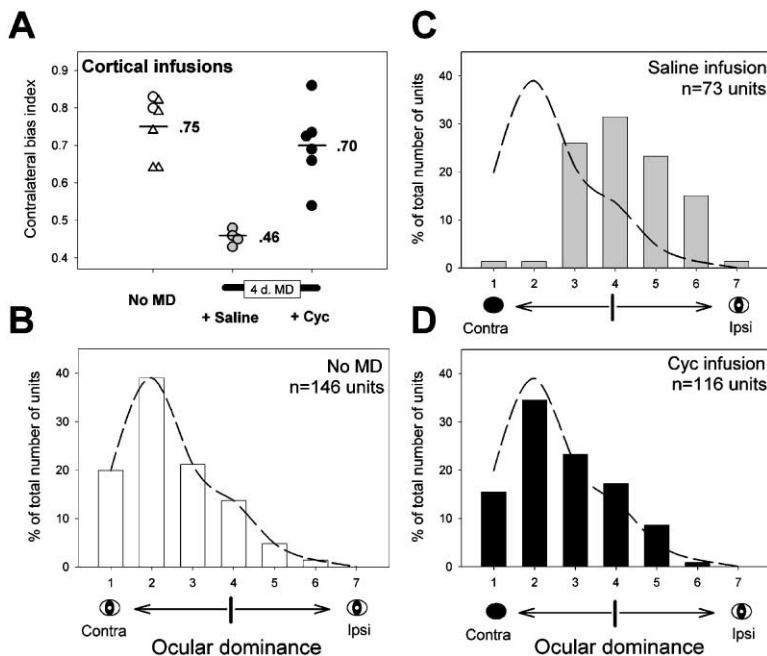 A
Cortical infusions
Contralateral bias index
0.9
0.8
0.7
0.6
0.5
0.4
.75
.46
.70
No MD
4 d. MD
+ Saline
+ Cyc
B
No MD
n=146 units
% of total number of units
40
30
20
10
0
1 2 3 4 5 6 7
Contra
Ipsi
Ocular dominance
C
Saline infusion
n=73 units
% of total number of units
40
30
20
10
0
1 2 3 4 5 6 7
Contra
Ipsi
D
Cyc infusion
n=116 units
% of total number of units
40
30
20
10
0
1 2 3 4 5 6 7
Contra
Ipsi
Ocular dominance